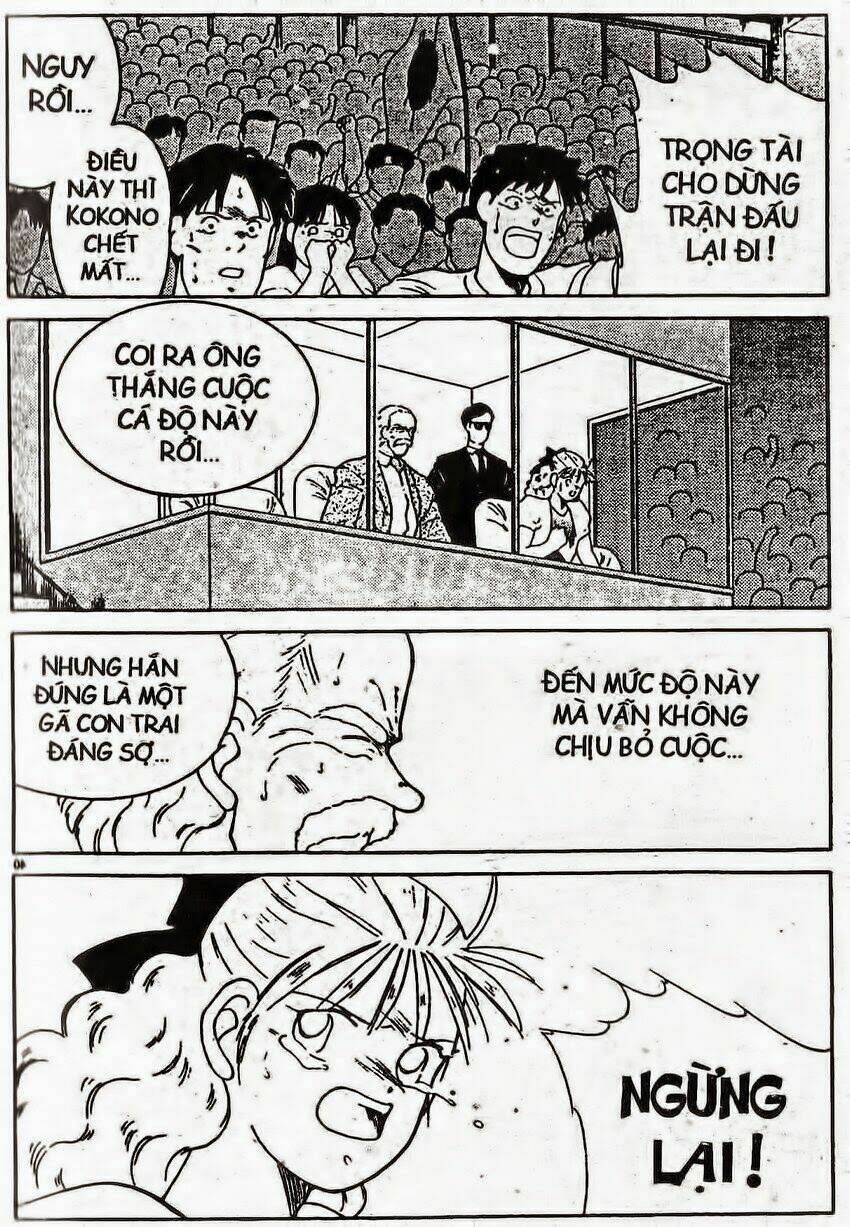 NGUY
RỒI...
ĐIỀU
NÀY THÌ
KOKONO
CHẾT
MẤT...
TRỌNG TÀI
CHO DỪNG
TRẬN ĐẤU
LẠI ĐI!
COI RA ÔNG
THẮNG CUỘC
CÁ ĐỘ NÀY
RỒI...
NHƯNG HẮN
ĐÚNG LÀ MỘT
GÃ CON TRAI
ĐÁNG SỢ...
ĐẾN MỨC ĐỘ NÀY
MÀ VẪN KHÔNG
CHỊU BỎ CUỘC...
NGỪNG
LẠI!